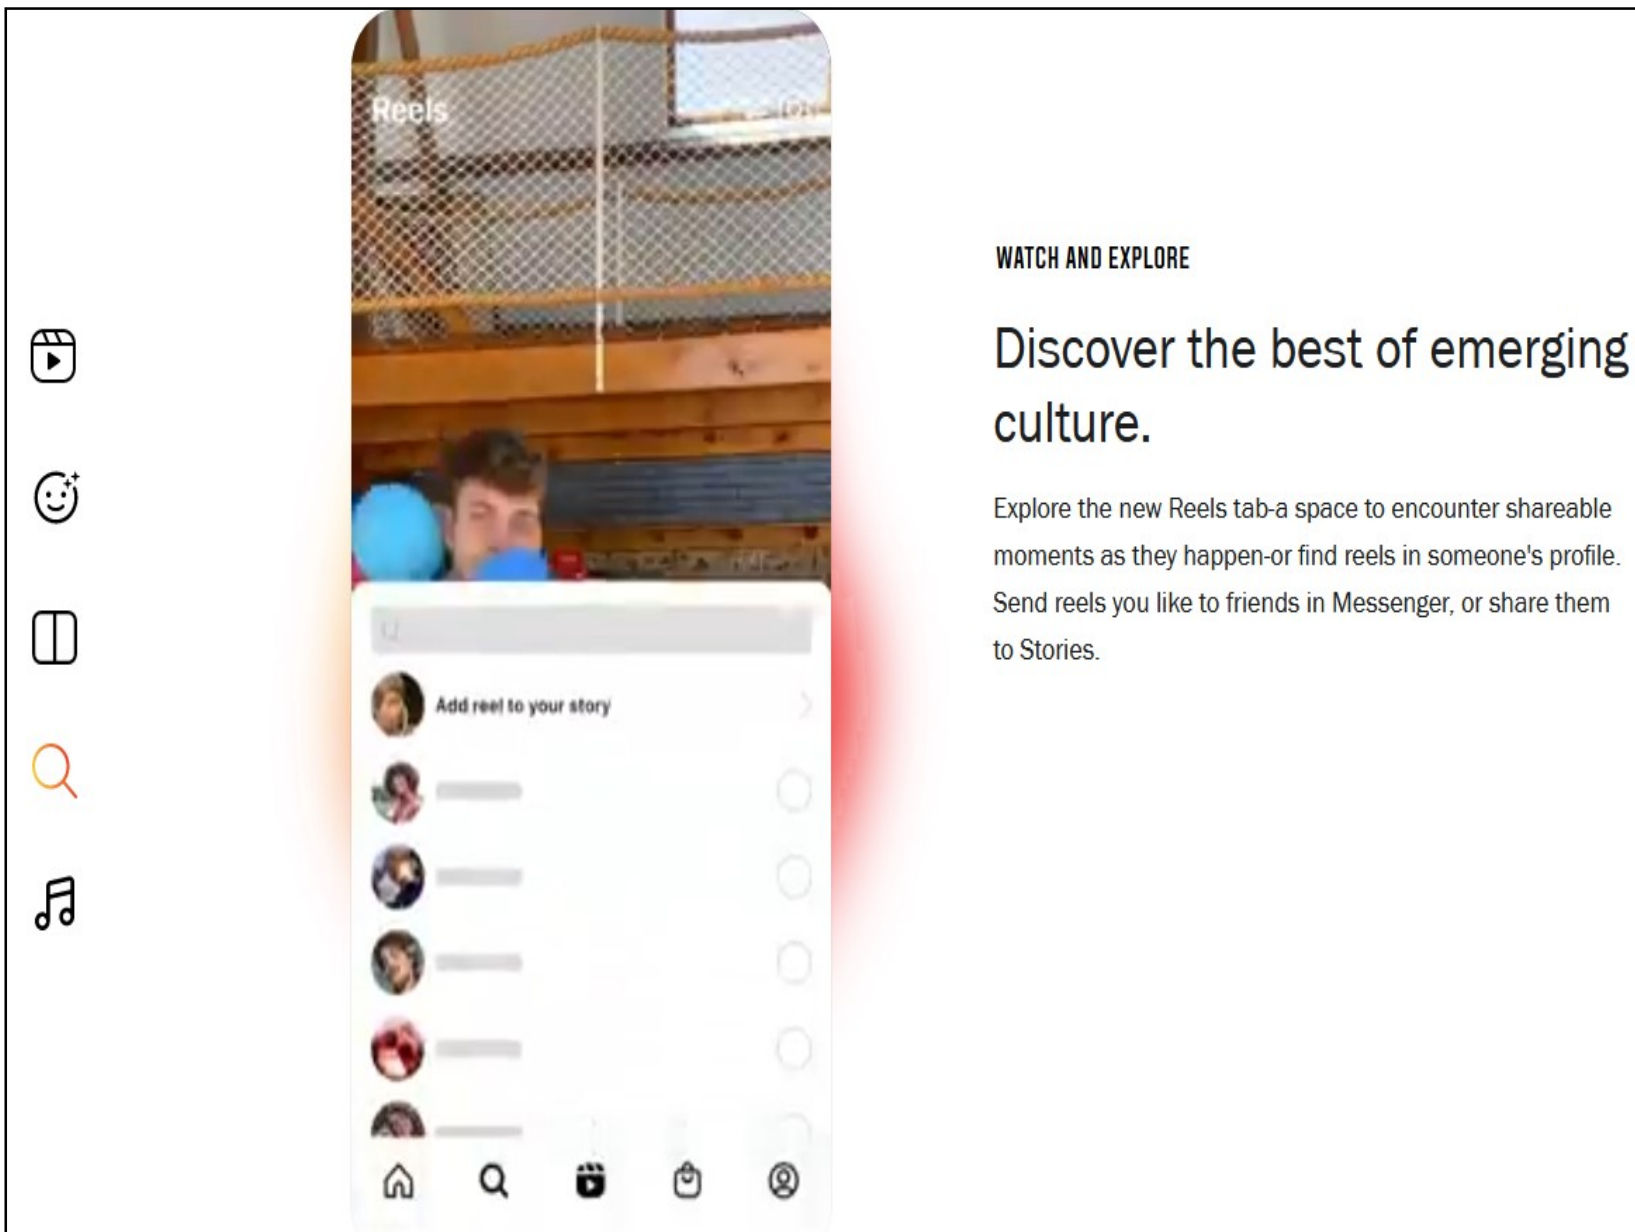 Reels
WATCH AND EXPLORE
Discover the best of emerging
culture.
Explore the new Reels tab-a space to encounter shareable
moments as they happen-or find reels in someone's profile.
Send reels you like to friends in Messenger, or share them
to Stories.
Add reel to your story